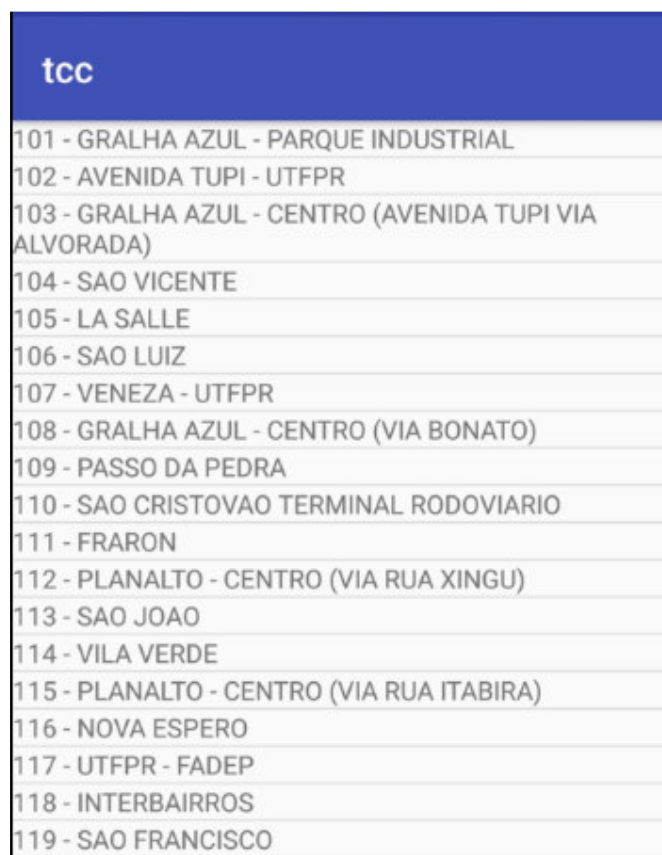 tcc
101 - GRALHA AZUL - PARQUE INDUSTRIAL
102 - AVENIDA TUPI - UTFPR
103 - GRALHA AZUL - CENTRO (AVENIDA TUPI VIA
ALVORADA)
104 - SAO VICENTE
105 - LA SALLE
106 - SAO LUIZ
107 - VENEZA - UTFPR
108 - GRALHA AZUL - CENTRO (VIA BONATO)
109 - PASSO DA PEDRA
110 - SAO CRISTOVAO TERMINAL RODOVIARIO
111 - FRARON
112 - PLANALTO - CENTRO (VIA RUA XINGU)
113 - SAO JOAO
114 - VILA VERDE
115 - PLANALTO - CENTRO (VIA RUA ITABIRA)
116 - NOVA ESPERO
117 - UTFPR - FADEP
118 - INTERBAIRROS
119 - SAO FRANCISCO